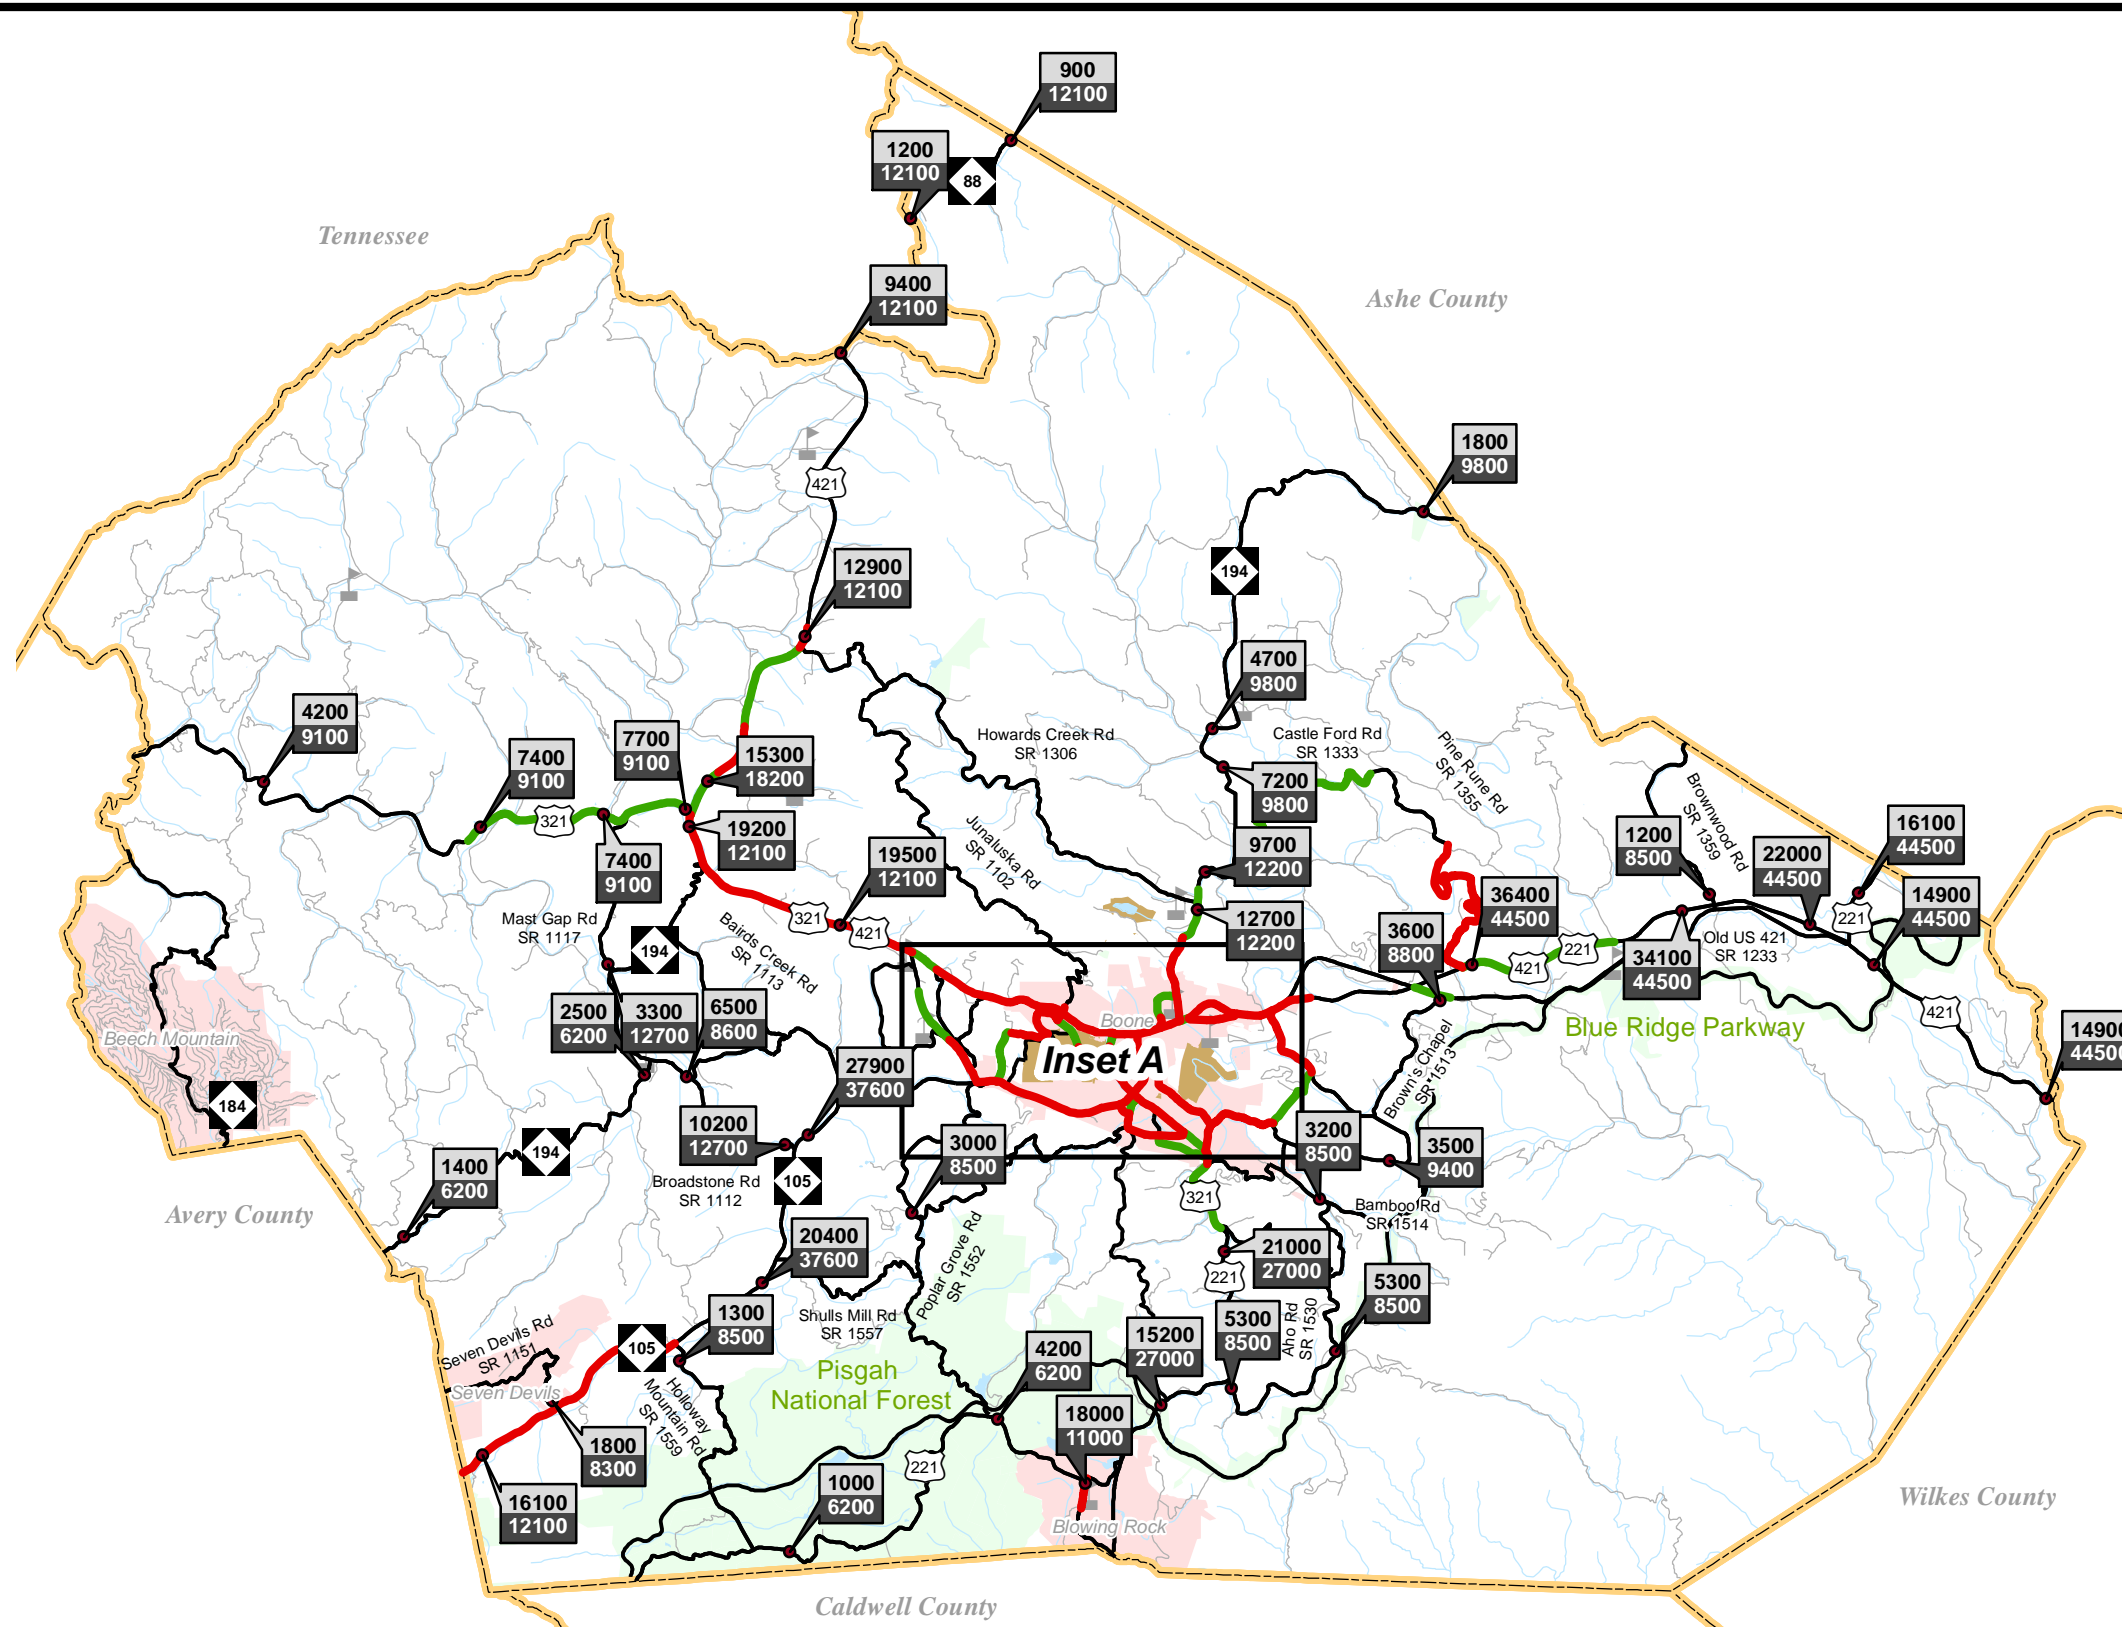 900
12100
1200
12100
88
Tennessee
9400
12100
Ashe County
1800
9800
421
12900
12100
194
4700
9800
4200
9100
7400
9100
7700
9100
15300
18200
Howards Creek Rd
SR 1306
Castle Ford Rd
SR 1333
Pine Rune Rd
SR 1355
7200
9800
Brownwood Rd
SR 1359
321
19200
12100
19500
12100
Junaluska Rd
SR 1102
9700
12200
1200
8500
22000
44500
16100
44500
7400
9100
36400
44500
14900
44500
Mast Gap Rd
SR 1117
321
421
12700
12200
3600
8800
221
194
Bairds Creek Rd
SR 1113
421
221
34100
44500
Old US 421
SR 1233
2500
6200
3300
12700
6500
8600
Boone
Inset A
Blue Ridge Parkway
421
14900
44500
Beech Mountain
184
27900
37600
Brown's Chapel
SR 1513
10200
12700
3000
8500
3200
8500
3500
9400
194
1400
6200
Broadstone Rd
SR 1112
105
321
Bamboo Rd
SR 1514
Avery County
20400
37600
Poplar Grove Rd
SR 1552
21000
27000
221
5300
8500
1300
8500
Shulls Mill Rd
SR 1557
Seven Devils Rd
SR 1151
105
4200
6200
15200
27000
5300
8500
Aho Rd
SR 1530
Seven Devils
Holloway
Mountain Rd
SR 1559
Pisgah
National Forest
18000
11000
1800
8300
221
16100
12100
1000
6200
Blowing Rock
Wilkes County
Caldwell County